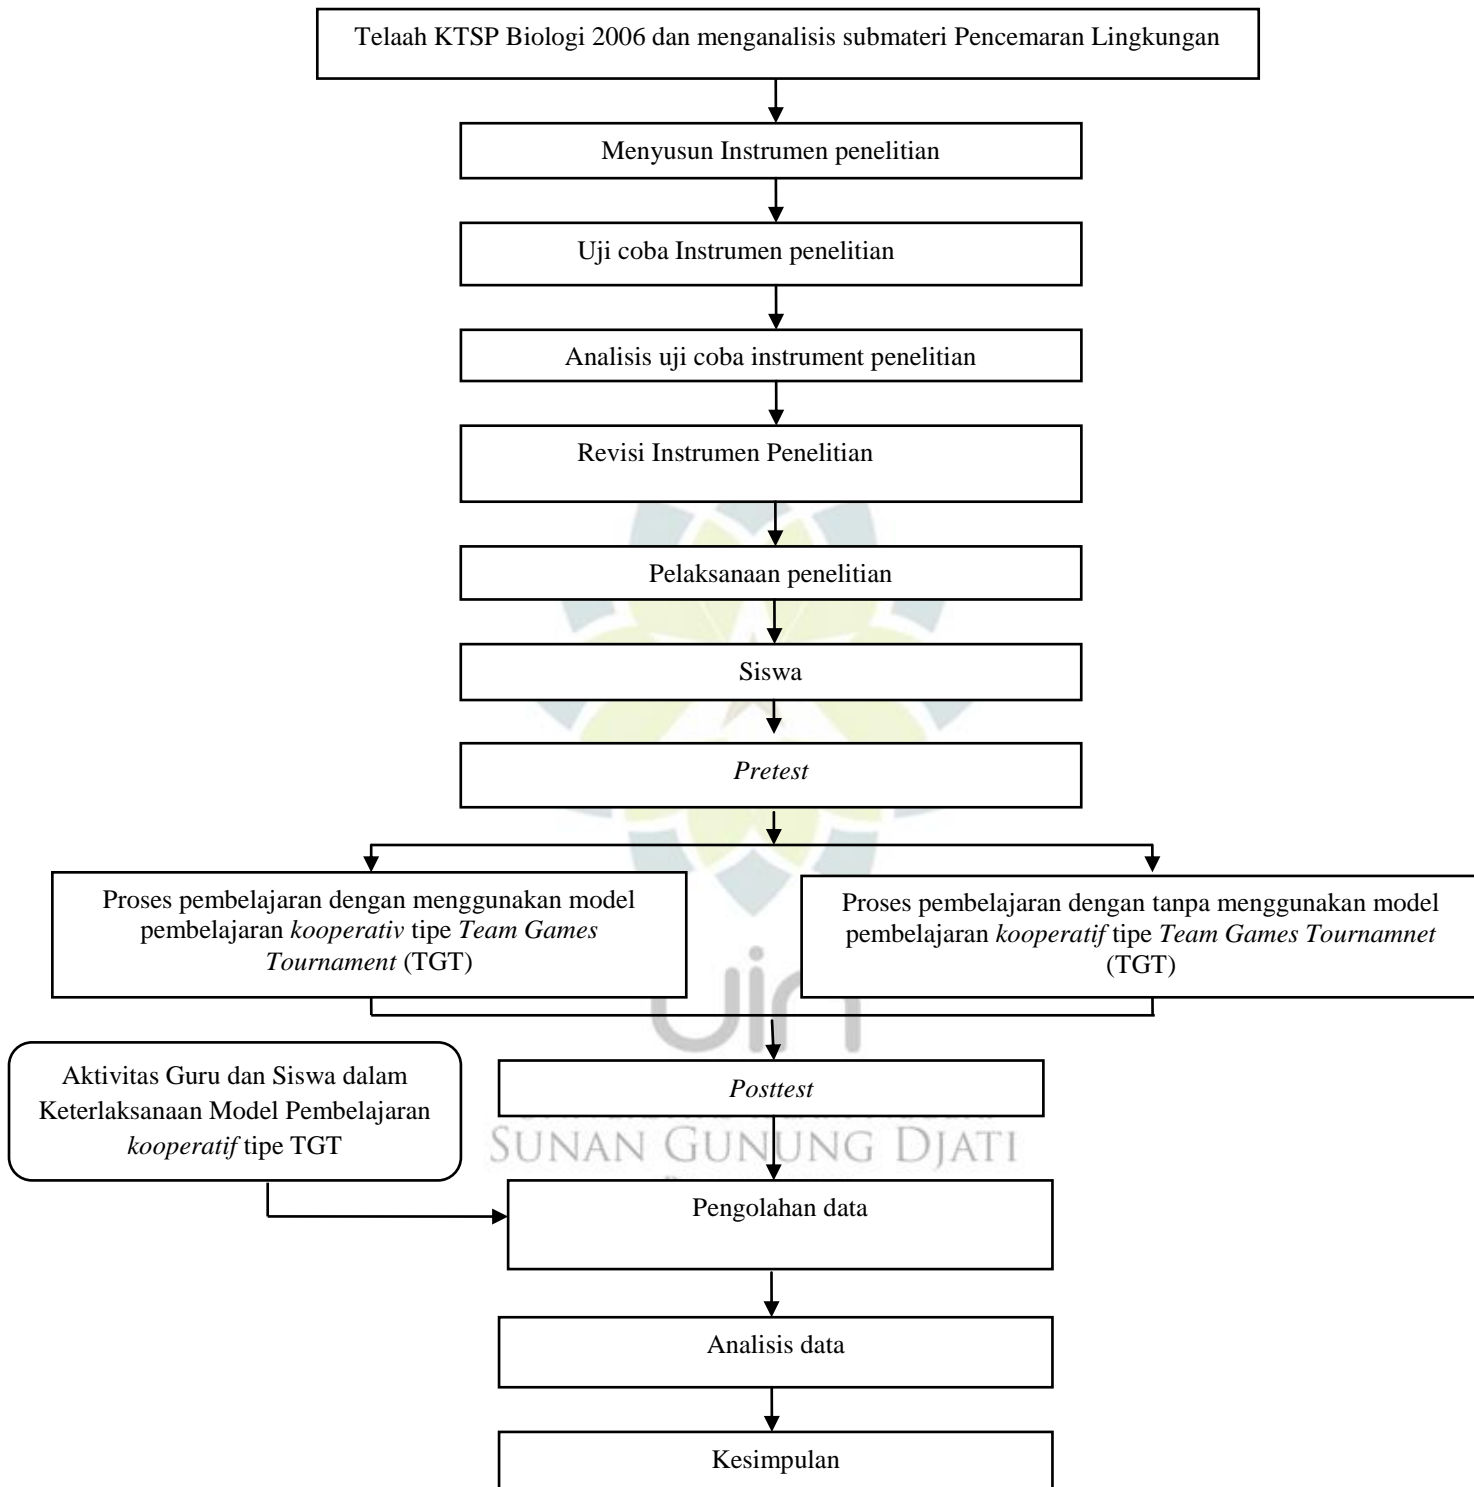 Telaah KTSP Biologi 2006 dan menganalisis submateri Pencemaran Lingkungan
Menyusun Instrumen penelitian
Uji coba Instrumen penelitian
Analisis uji coba instrument penelitian
Revisi Instrumen Penelitian
Pelaksanaan penelitian
Siswa
Pretest
Proses pembelajaran dengan menggunakan model
pembelajaran kooperativ tipe Team Games
Tournament (TGT)
Proses pembelajaran dengan tanpa menggunakan model
pembelajaran kooperatif tipe Team Games Tournamnet
(TGT)
uin
Aktivitas Guru dan Siswa dalam
Keterlaksanaan Model Pembelajaran
kooperatif tipe TGT
Posttest
SUNAN GUNUNG DJATI
Pengolahan data
Analisis data
Kesimpulan